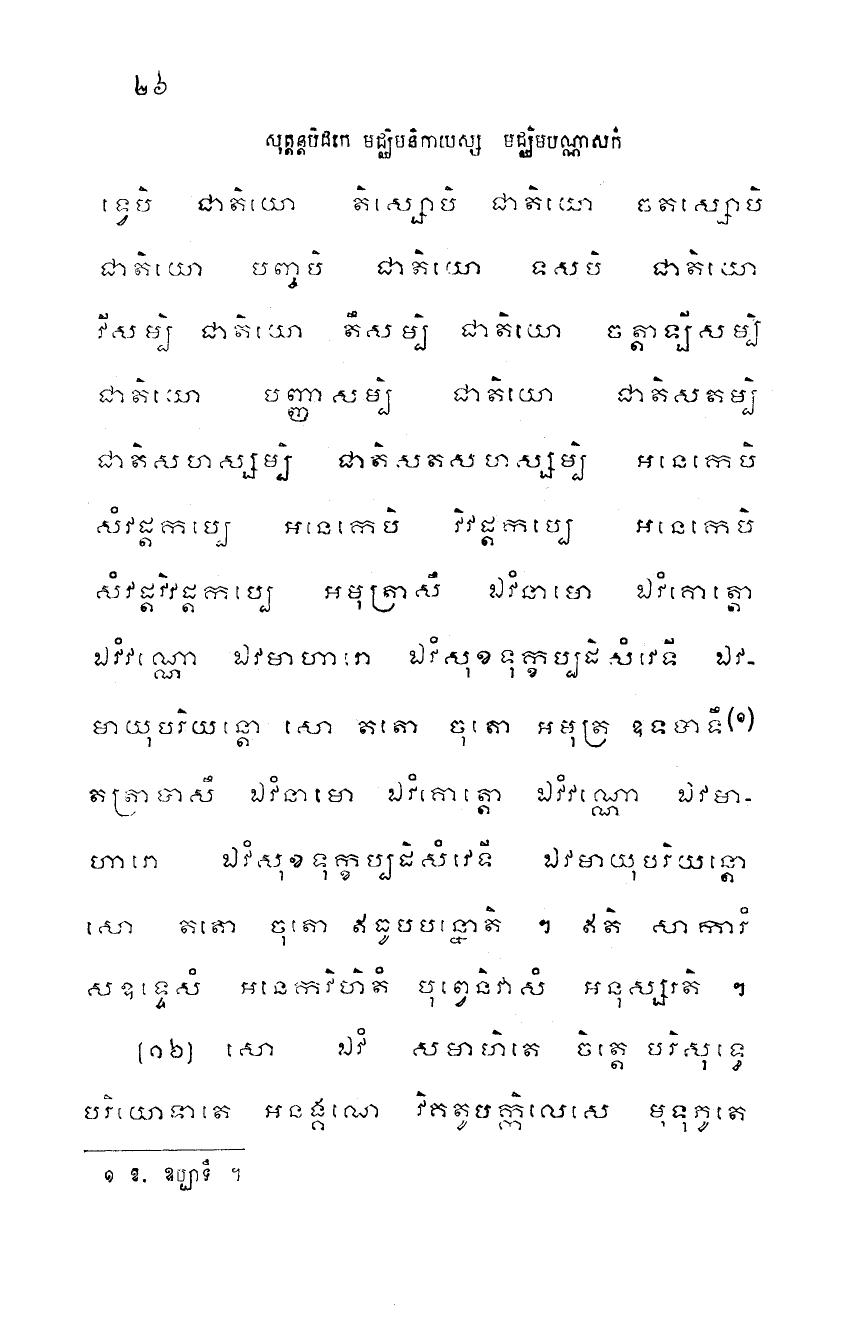 ២៦
សុត្តន្តបិដកេ មជ្ឈិមនិកាយស្ស មជ្ឈិមបណ្ណាសកំ
ទ្វេបិ ជាតិយោ តិស្សោបិ ជាតិយោ ចតស្សោបិ
ជាតិយោ បញ្ចបិ ជាតិយោ ទសបិ ជាតិយោ
វីសម្បិ ជាតិយោ តឹសម្បិ ជាតិយោ ចត្តាឡីសម្បិ
ជាតិយោ បញ្ញាសម្បិ ជាតិយោ ជាតិសតម្បិ
ជាតិសហស្សម្បិ ជាតិសតសហស្សម្បិ អនេកេបិ
សំវដ្តកប្បេ អនេកេបិ វិវដ្តកប្បេ អនេកេបិ
សំវដ្តវិវដ្តកប្បេ អមុត្រាសឹ ឯវំនាមោ ឯវំគោត្តោ
ឯវំវណ្ណោ ឯវមាហារោ ឯវំសុខទុក្ខប្បដិសំវេទី ឯវ-
មាយុបរិយន្តោ សោ តតោ ចុតោ អមុត្រ ឧទបាទឹ(១)
តត្រាបាសឹ ឯវំនាមោ ឯវំគោត្តោ ឯវំវណ្ណោ ឯវមា-
ហារោ ឯវំសុខទុក្ខប្បដិសំវេទី ឯវមាយុបរិយន្តោ
សោ តតោ ចុតោ ឥធូបបន្នោតិ ។ ឥតិ សាការំ
សឧទ្ទេសំ អនេកវិហិតំ បុព្វេនិវាសំ អនុស្សរតិ ។
[១៦] សោ ឯវំ សមាហិតេ ចិត្តេ បរិសុទ្ធេ
បរិយោទាតេ អនង្គណេ វិគតូបក្កិលេសេ មុទុភូតេ
១ ឱ. ឧប្បាទឹ ។